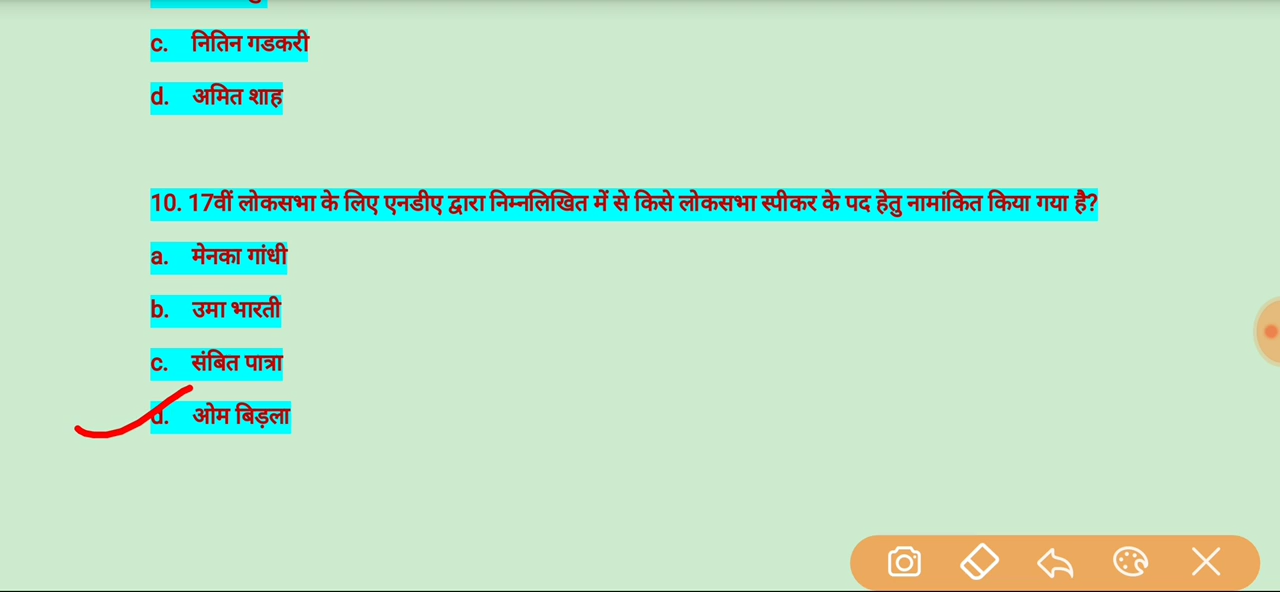 c. नितिन गडकरी
d. अमित शाह
10. 17वीं लोकसभा के लिए एनडीए द्वारा निम्नलिखित में से किसे लोकसभा स्पीकर के पद हेतु नामांकित किया गया है?
a. मेनका गांधी
b. उमा भारती
c. संबित पात्रा
d. ओम बिड़ला